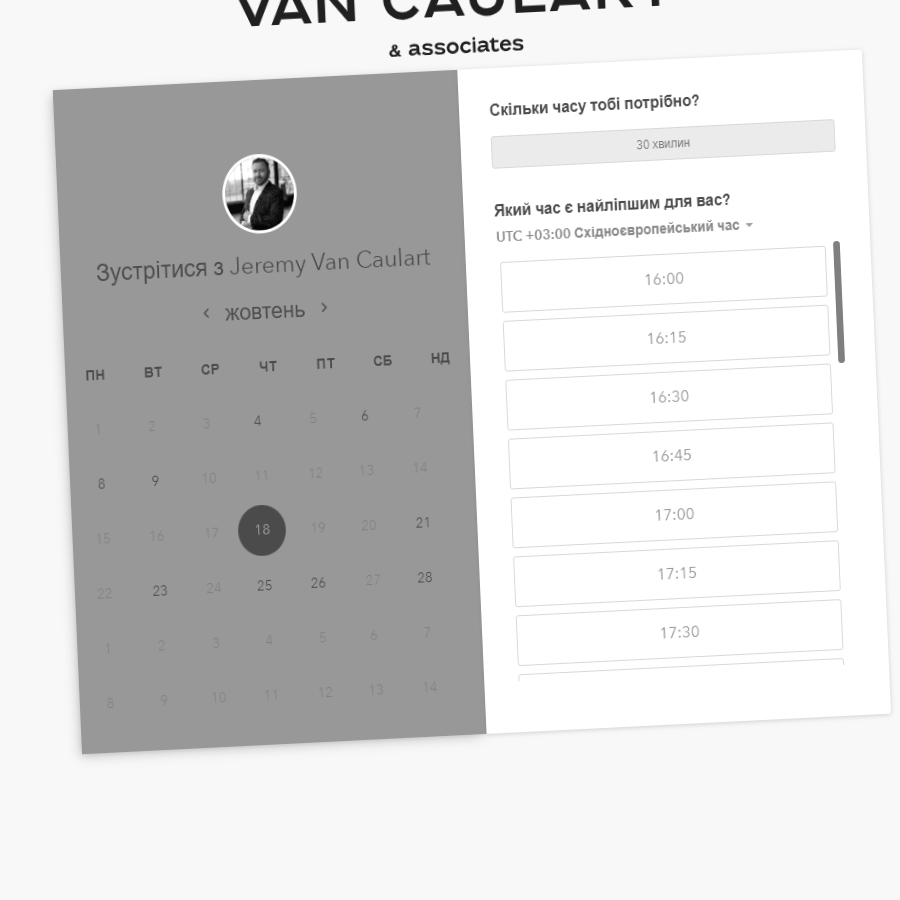 VAN CAULART
& associates
Зустрітися з Jeremy Van Caulart
‹ жовтень ›
ПН ВТ СР ЧТ ПТ СБ НД
1 2 3 4 5 6 7
8 9 10 11 12 13 14
15 16 17 18 19 20 21
22 23 24 25 26 27 28
1 2 3 4 5 6 7
8 9 10 11 12 13 14
Скільки часу тобі потрібно?
30 хвилин
Який час є найліпшим для вас?
UTC +03:00 Східноєвропейський час
16:00
16:15
16:30
16:45
17:00
17:15
17:30